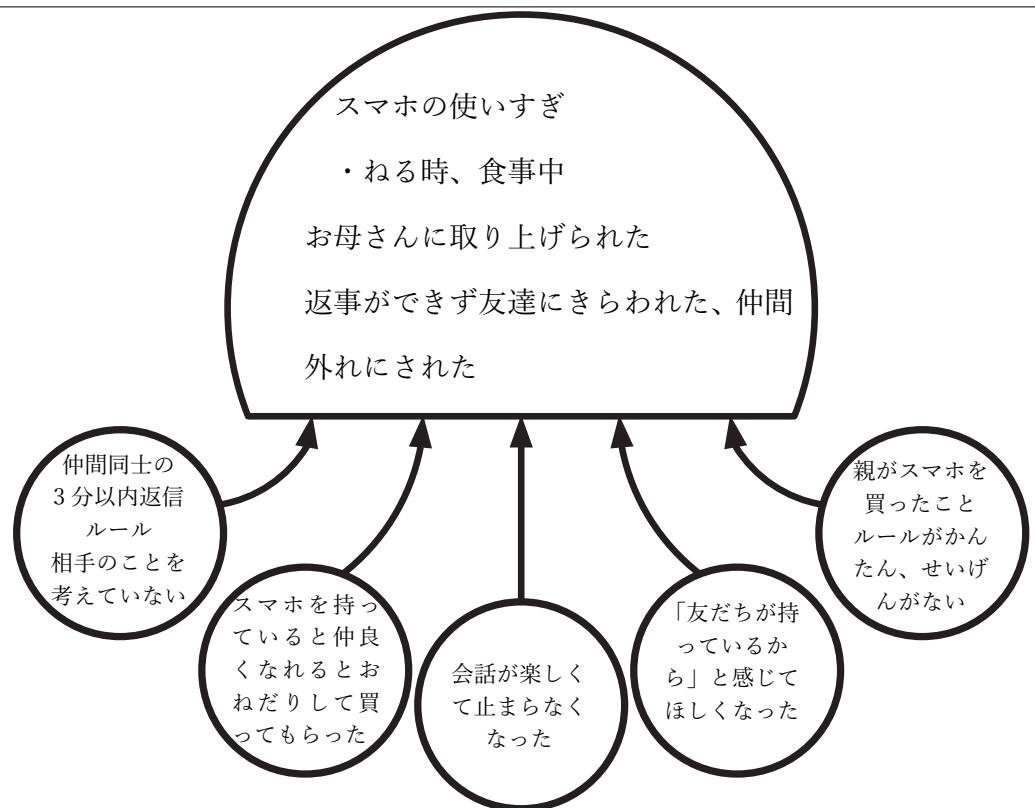 スマホの使いすぎ
・ねる時、食事中
お母さんに取り上げられた
返事ができず友達にきらわれた、仲間
外れにされた
仲間同士の
3分以内返信
ルール
相手のことを
考えていない
スマホを持っ
ていると仲良
くなれるとお
ねだりして買
ってもらった
会話が楽しく
て止まらなく
なった
「友だちが持
っているか
ら」と感じて
ほしくなった
親がスマホを
買ったこと
ルールがかん
たん、せいげ
んがない